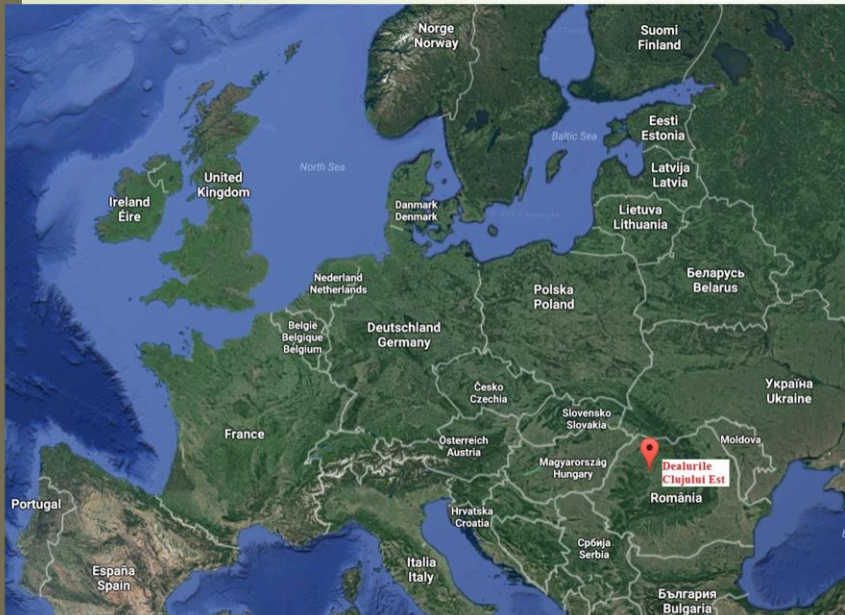 Norge
Norway
Suomi
Finland
Eesti
Estonia
Baltic Sea
Latvija
Latvia
North Sea
United
Kingdom
Ireland
Éire
Danmark
Denmark
Lietuva
Lithuania
Беларусь
Belarus
Nederland
Netherlands
Polska
Poland
België
Belgique
Belgium
Deutschland
Germany
Česko
Czechia
Україна
Ukraine
Slovensko
Slovakia
France
Österreich
Austria
Moldova
Magyarország
Hungary
Dealurile
Clujului Est
România
Portugal
Hrvatska
Croatia
Србија
Serbia
Italia
Italy
España
Spain
България
Bulgaria